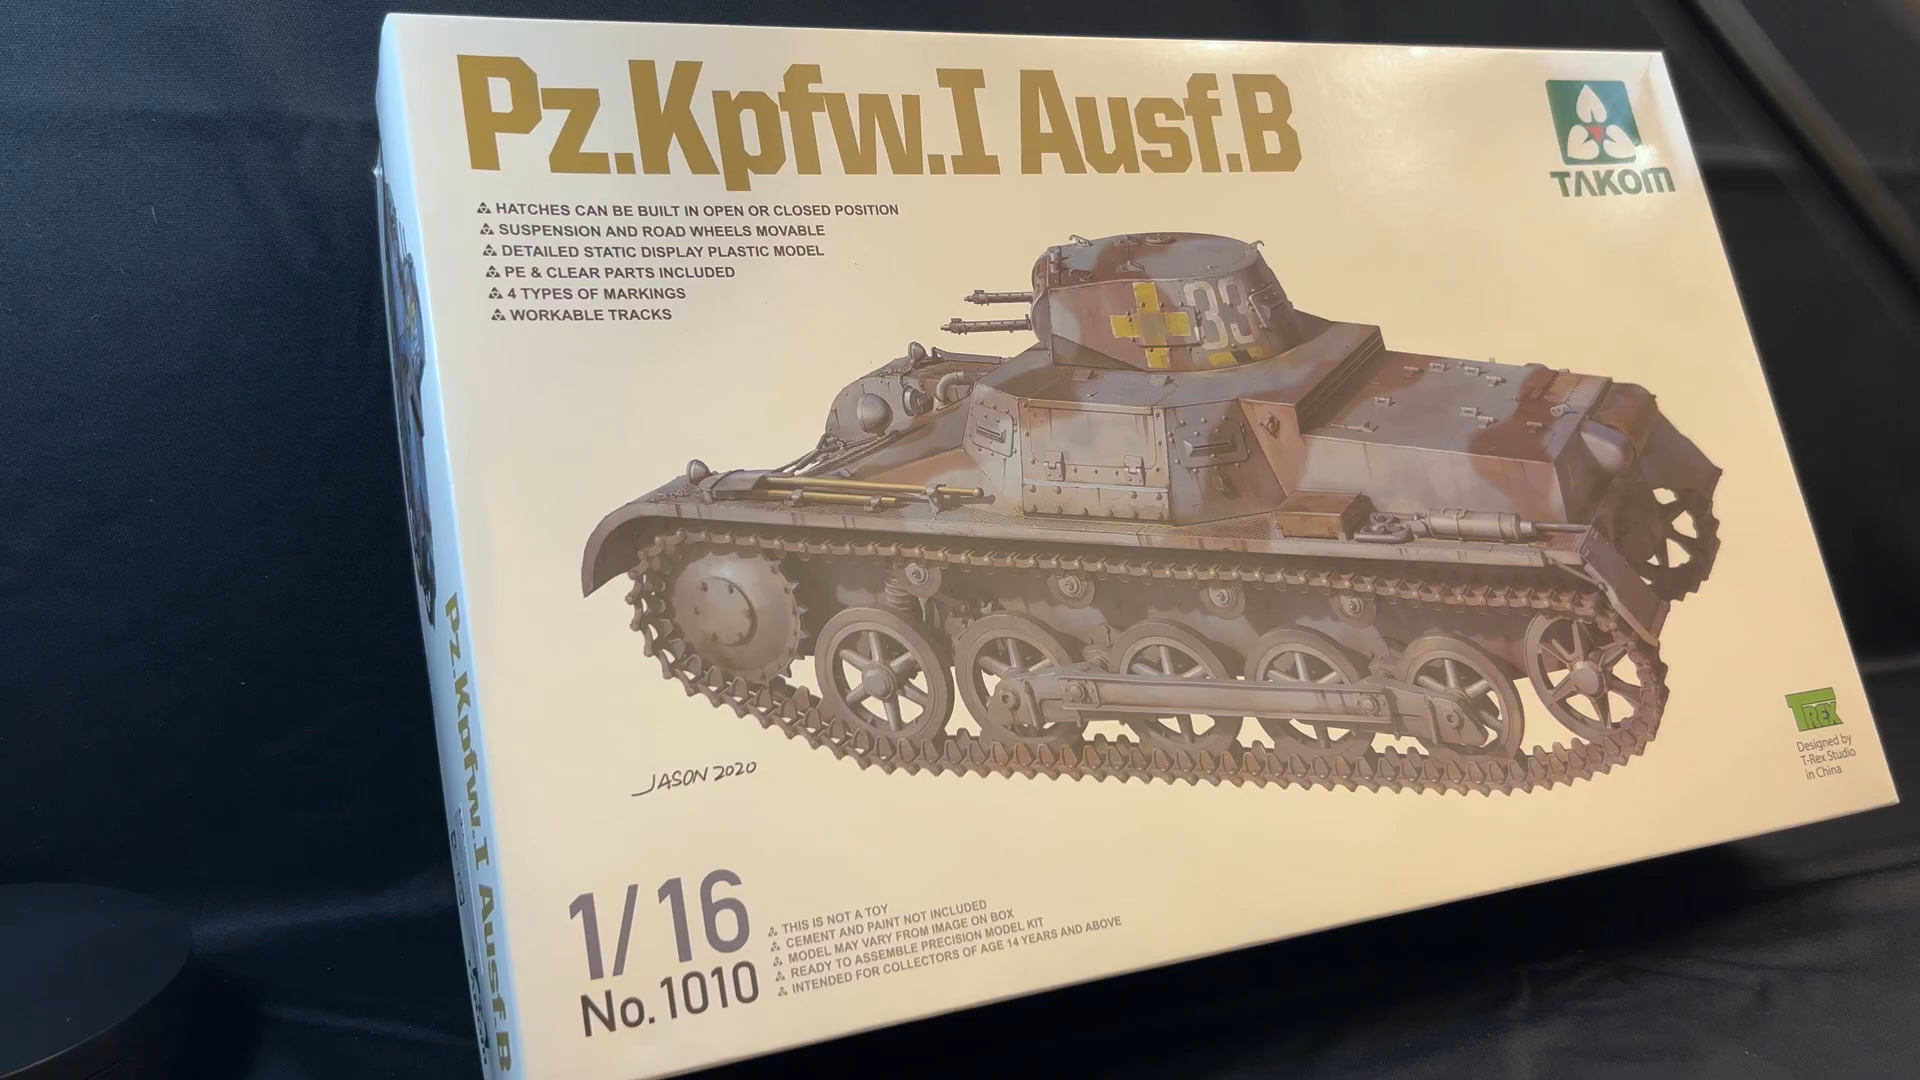 Pz.Kpfw.I Ausf.B
TAKOM
HATCHES CAN BE BUILT IN OPEN OR CLOSED POSITION
SUSPENSION AND ROAD WHEELS MOVABLE
DETAILED STATIC DISPLAY PLASTIC MODEL
PE & CLEAR PARTS INCLUDED
4 TYPES OF MARKINGS
WORKABLE TRACKS
TREX
Designed by
T-Rex Studio
in China
JASON 2020
1/16
No.1010
THIS IS NOT A TOY
CEMENT AND PAINT NOT INCLUDED
MODEL MAY VARY FROM IMAGE ON BOX
READY TO ASSEMBLE PRECISION MODEL KIT
INTENDED FOR COLLECTORS OF AGE 14 YEARS AND ABOVE
Pz.Kpfw.I Ausf.B